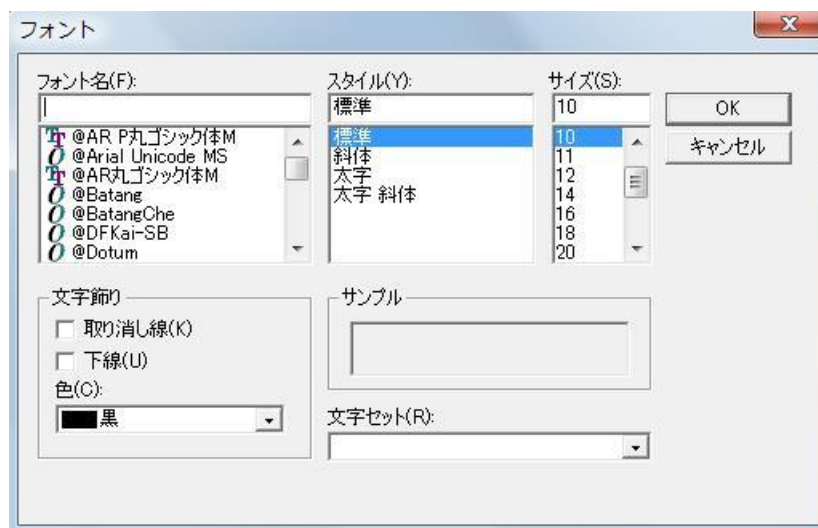 フォント
フォント名(F):
@AR P丸ゴシック体M
@Arial Unicode MS
@AR丸ゴシック体M
@Batang
@BatangChe
@DFKai-SB
@Dotum
スタイル(Y):
標準
標準
斜体
太字
太字 斜体
サイズ(S):
10
10
11
12
14
16
18
20
OK
キャンセル
文字飾り
取り消し線(K)
下線(U)
色(C):
黒
サンプル
文字セット(R):